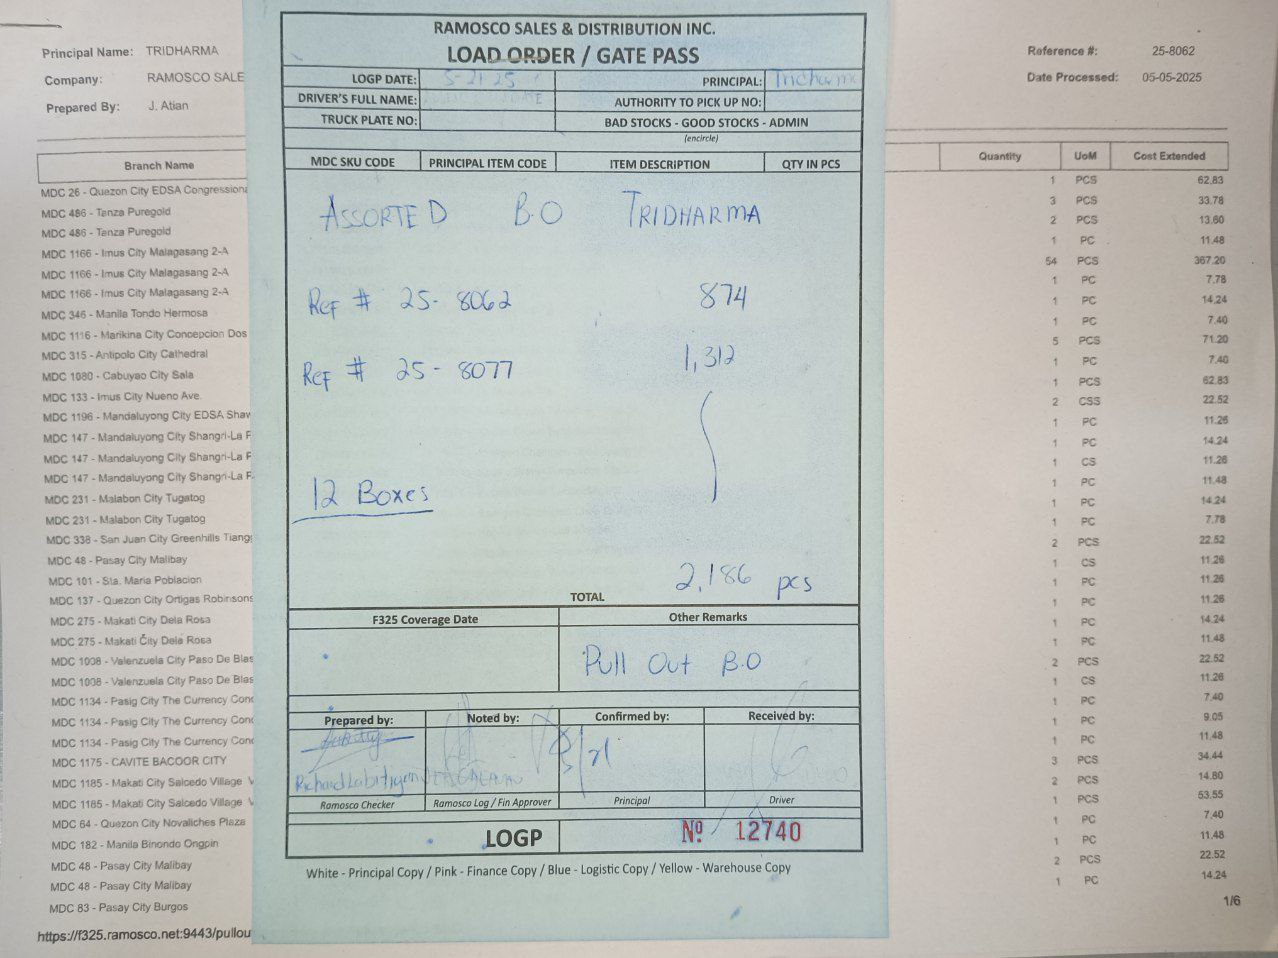 Principal Name: TRIDHARMA
Company: RAMOSCO SALE
Prepared By: J. Atian
Reference #: 25-8062
Date Processed: 05-05-2025
Branch Name
MDC 26 - Quezon City EDSA Congressiona
MDC 486 - Tanza Puregold
MDC 486 - Tanza Puregold
MDC 1166 - Imus City Malagasang 2-A
MDC 1166 - Imus City Malagasang 2-A
MDC 1166 - Imus City Malagasang 2-A
MDC 346 - Manila Tondo Hermosa
MDC 1116 - Marikina City Concepcion Dos
MDC 315 - Antipolo City Cathedral
MDC 1080 - Cabuyao City Sala
MDC 133 - Imus City Nueno Ave.
MDC 1196 - Mandaluyong City EDSA Shaw
MDC 147 - Mandaluyong City Shangri-La P
MDC 147 - Mandaluyong City Shangri-La P
MDC 147 - Mandaluyong City Shangri-La P
MDC 231 - Malabon City Tugatog
MDC 231 - Malabon City Tugatog
MDC 338 - San Juan City Greenhills Tiang
MDC 48 - Pasay City Malibay
MDC 101 - Sta. Maria Poblacion
MDC 137 - Quezon City Ortigas Robinsons
MDC 275 - Makati City Dela Rosa
MDC 275 - Makati City Dela Rosa
MDC 1008 - Valenzuela City Paso De Blas
MDC 1008 - Valenzuela City Paso De Blas
MDC 1134 - Pasig City The Currency Cond
MDC 1134 - Pasig City The Currency Cond
MDC 1134 - Pasig City The Currency Cond
MDC 1175 - CAVITE BACOOR CITY
MDC 1185 - Makati City Salcedo Village V
MDC 1185 - Makati City Salcedo Village V
MDC 64 - Quezon City Novaliches Plaza
MDC 182 - Manila Binondo Ongpin
MDC 48 - Pasay City Malibay
MDC 48 - Pasay City Malibay
MDC 83 - Pasay City Burgos
https://f325.ramosco.net:9443/pullou
RAMOSCO SALES & DISTRIBUTION INC.
LOAD ORDER / GATE PASS
LOGP DATE: 5-21-25 PRINCIPAL: Tridharma
DRIVER'S FULL NAME: AUTHORITY TO PICK UP NO:
TRUCK PLATE NO: BAD STOCKS - GOOD STOCKS - ADMIN
(encircle)
MDC SKU CODE PRINCIPAL ITEM CODE ITEM DESCRIPTION QTY IN PCS
ASSORTED B.O TRIDHARMA
Ref # 25-8062 874
Ref # 25-8077 1,312
12 Boxes
TOTAL 2,186 pcs
F325 Coverage Date Other Remarks
Pull Out B.O
Prepared by: Noted by: Confirmed by: Received by:
Ramosco Checker Ramosco Log / Fin Approver Principal Driver
LOGP Nº 12740
White - Principal Copy / Pink - Finance Copy / Blue - Logistic Copy / Yellow - Warehouse Copy
Quantity UoM Cost Extended
1 PCS 62.83
3 PCS 33.78
2 PCS 13.60
1 PC 11.48
54 PCS 367.20
1 PC 7.78
1 PC 14.24
1 PC 7.40
5 PCS 71.20
1 PC 7.40
1 PCS 62.83
2 CSS 22.52
1 PC 11.26
1 PC 14.24
1 CS 11.26
1 PC 11.48
1 PC 14.24
1 PC 7.78
2 PCS 22.52
1 CS 11.26
1 PC 11.26
1 PC 11.26
1 PC 14.24
1 PC 11.48
2 PCS 22.52
1 CS 11.26
1 PC 7.40
1 PC 9.05
1 PC 11.48
3 PCS 34.44
2 PCS 14.80
1 PCS 53.55
1 PC 7.40
1 PC 11.48
2 PCS 22.52
1 PC 14.24
1/6